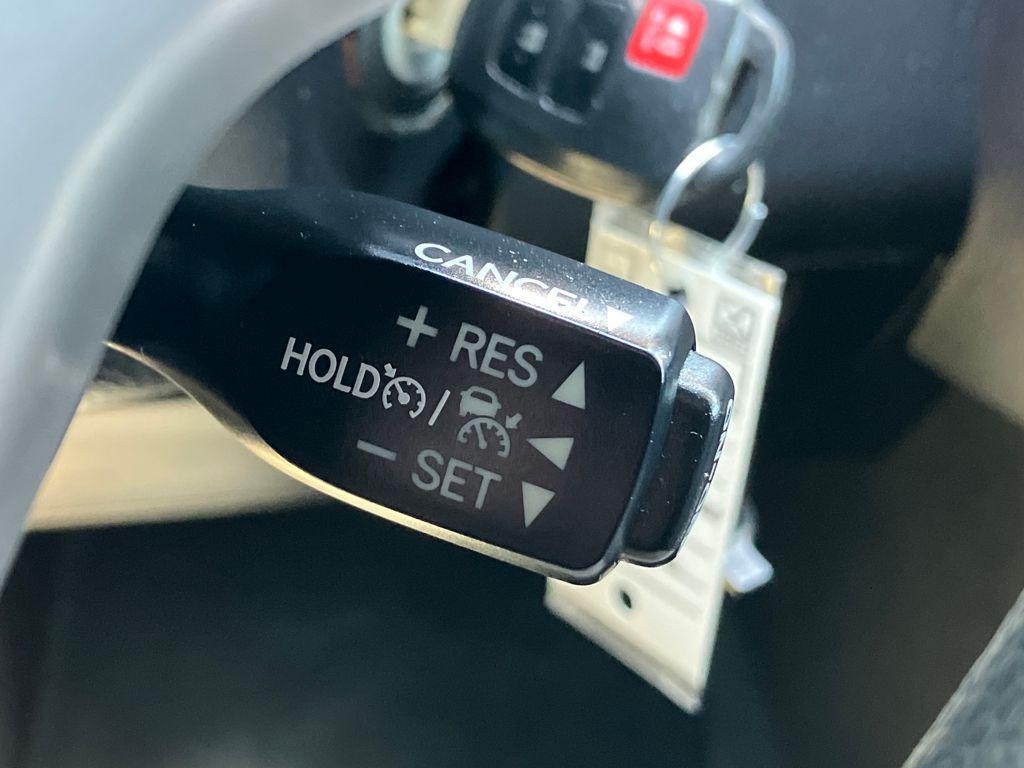 CANCEL
+ RES
HOLD /
- SET